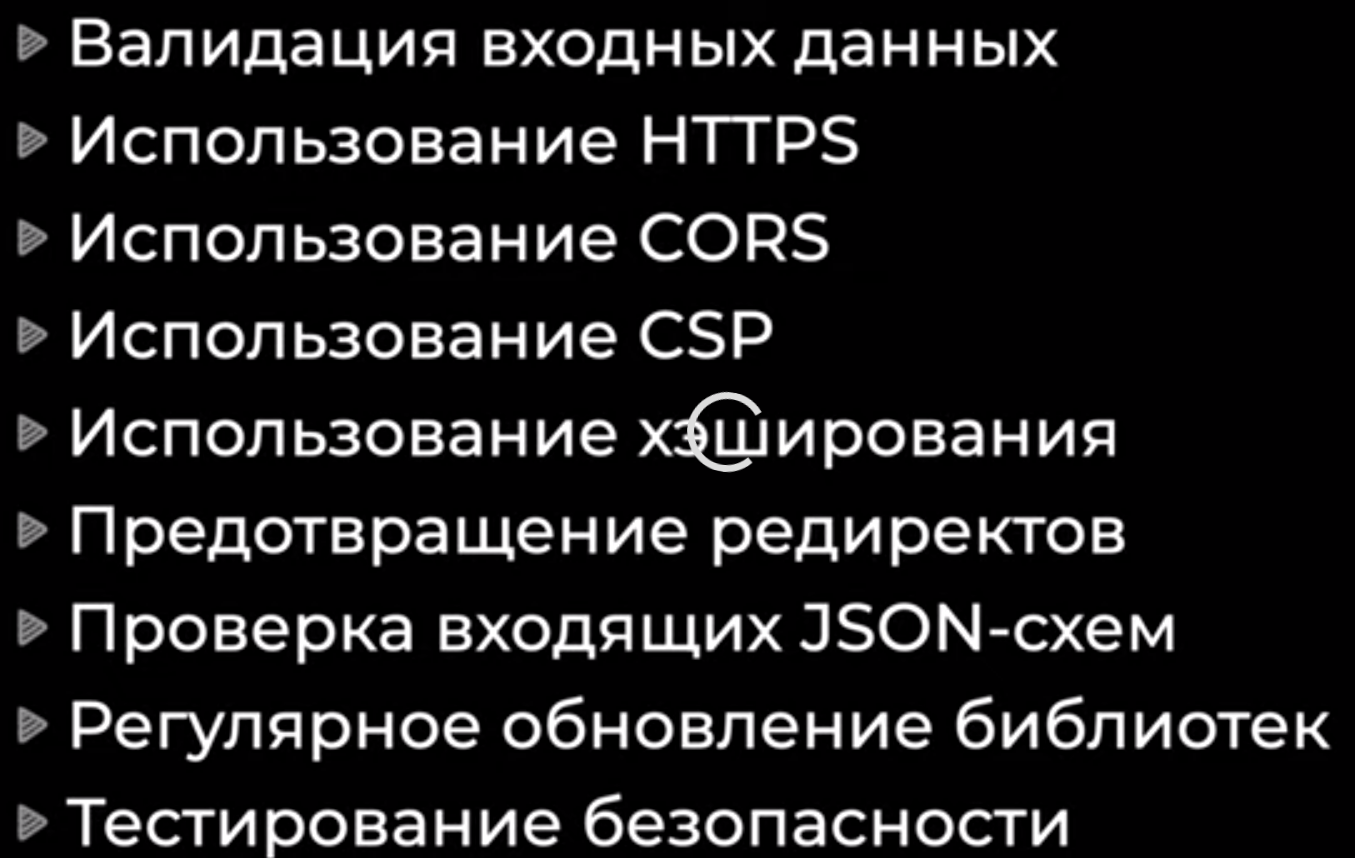 Валидация входных данных
Использование HTTPS
Использование CORS
Использование CSP
Использование хэширования
Предотвращение редиректов
Проверка входящих JSON-схем
Регулярное обновление библиотек
Тестирование безопасности